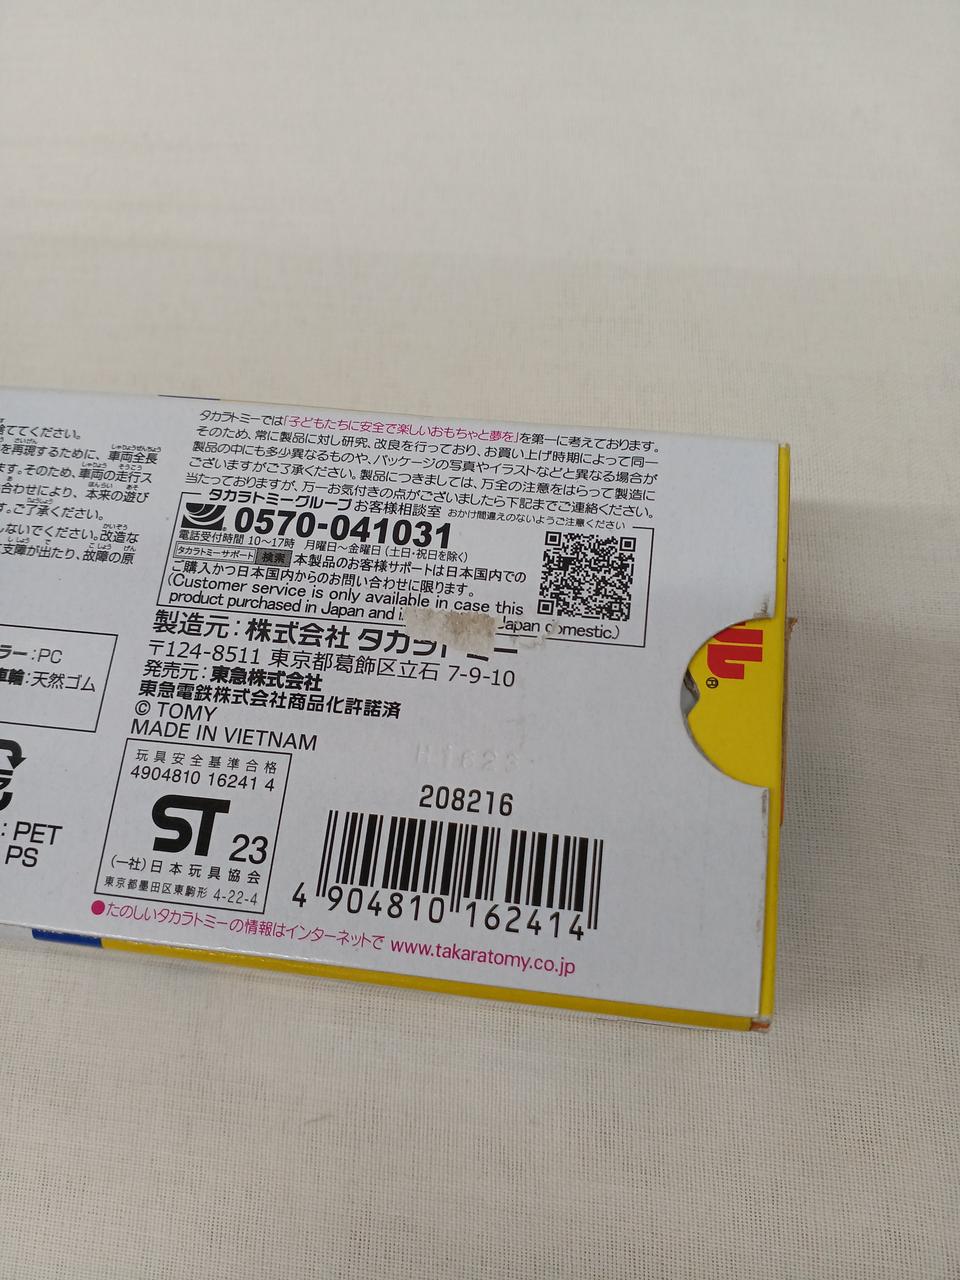 捨ててください。
を再現するために、車両全長
ます。そのため、車両の走行ス
合わせにより、本来の遊び
す。ご了承ください。
しないでください。改造な
支障が出たり、故障の原
ラー:PC
車輪:天然ゴム
: PET
PS
タカラトミーでは「子どもたちに安全で楽しいおもちゃと夢を」を第一に考えております。
そのため、常に製品に対し研究、改良を行っており、お買い上げ時期によって同一
製品の中にも多少異なるものや、パッケージの写真やイラストなどと異なる場合が
ございますがご了承ください。製品につきましては、万全の注意をはらって製造に
当たっておりますが、万一お気付きの点がございましたら下記までご連絡ください。
タカラトミーグループ お客様相談室 おかけ間違えのないようご注意ください
0570-041031
電話受付時間 10〜17時 月曜日〜金曜日(土日・祝日を除く)
タカラトミーサポート 検索 本製品のお客様サポートは日本国内での
ご購入かつ日本国内からのお問い合わせに限ります。
(Customer service is only available in case this
product purchased in Japan and Japan domestic.)
製造元:株式会社 タカラトミー
〒124-8511 東京都葛飾区立石 7-9-10
発売元:東急株式会社
東急電鉄株式会社商品化許諾済
© TOMY
MADE IN VIETNAM
玩具安全基準合格
4904810 16241 4
ST 23
(一社)日本玩具協会
東京都墨田区東駒形 4-22-4
208216
4 904810 162414
●たのしいタカラトミーの情報はインターネットで www.takaratomy.co.jp